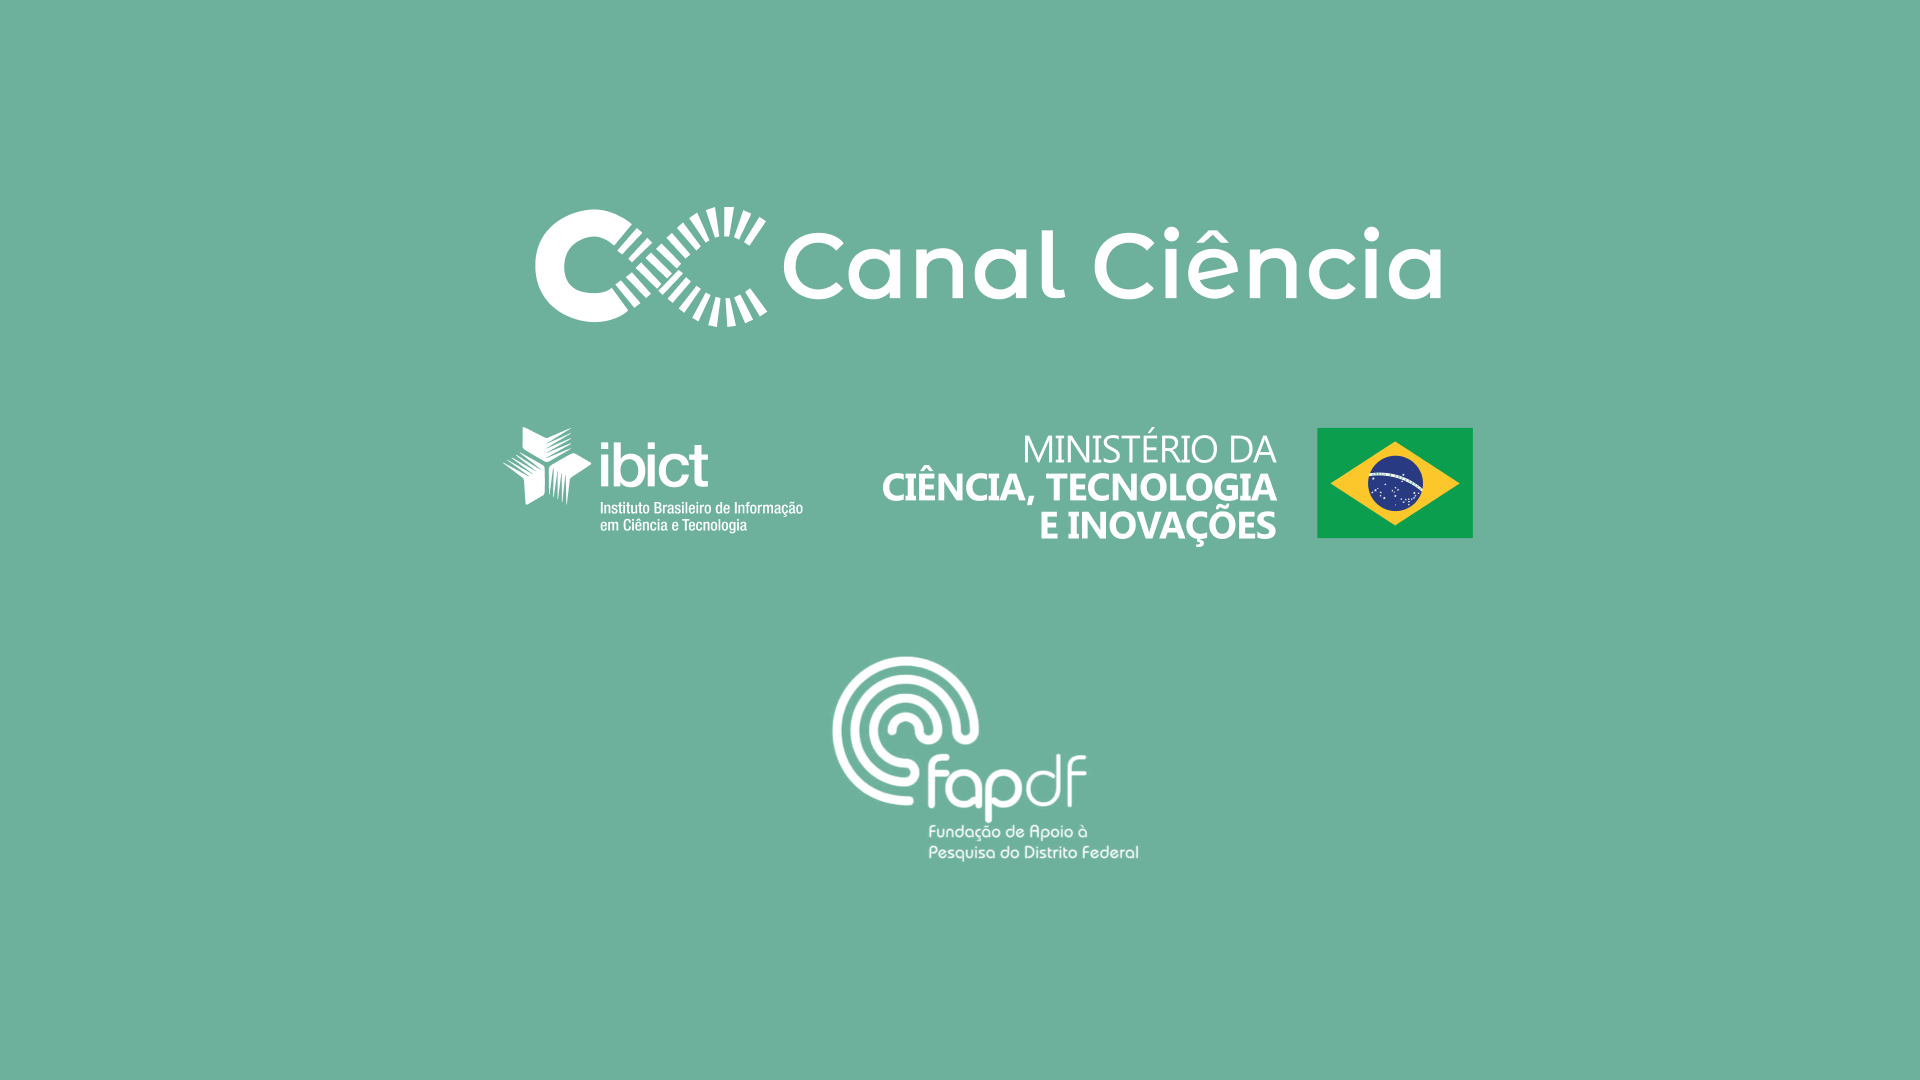 Canal Ciência
ibict
Instituto Brasileiro de Informação
em Ciência e Tecnologia
MINISTÉRIO DA
CIÊNCIA, TECNOLOGIA
E INOVAÇÕES
fapdf
Fundação de Apoio à
Pesquisa do Distrito Federal